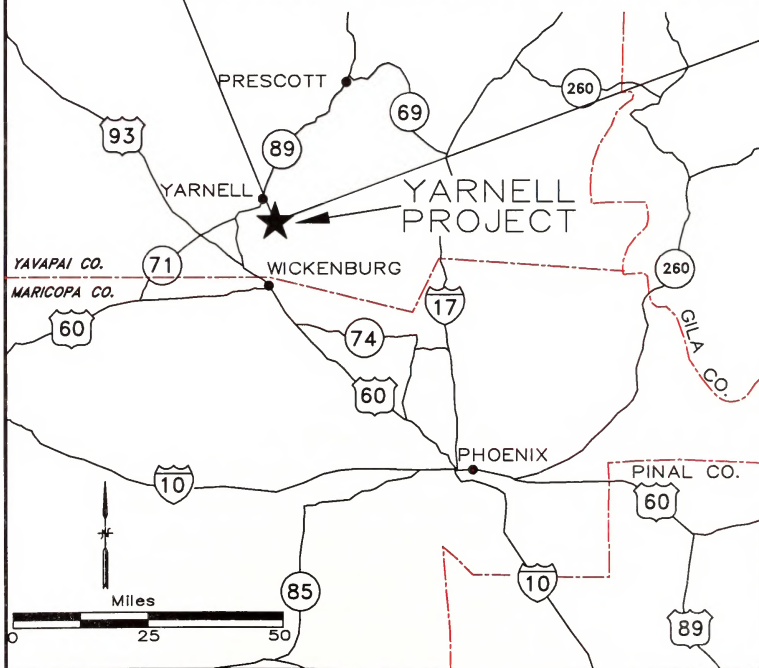 PRESCOTT
260
69
93
89
YARNELL
YARNELL
PROJECT
71
YAVAPAI CO.
MARICOPA CO.
WICKENBURG
260
17
60
74
GILA CO.
60
PHOENIX
10
PINAL CO.
60
N
10
85
Miles
0 25 50
89